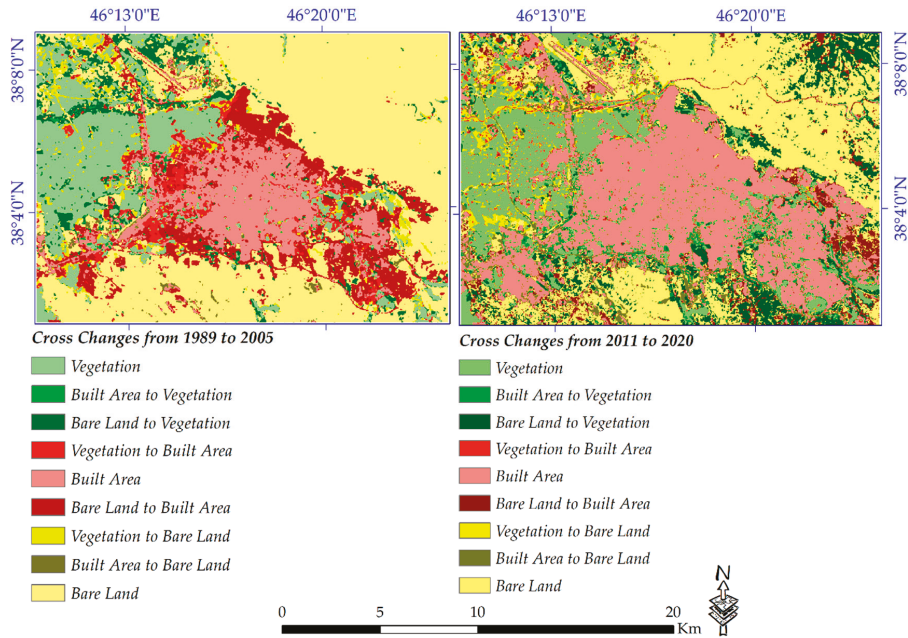 46°13'0"E 46°20'0"E 46°13'0"E 46°20'0"E
38°8'0"N
38°4'0"N
38°8'0"N
38°4'0"N
Cross Changes from 1989 to 2005
Vegetation
Built Area to Vegetation
Bare Land to Vegetation
Vegetation to Built Area
Built Area
Bare Land to Built Area
Vegetation to Bare Land
Built Area to Bare Land
Bare Land
Cross Changes from 2011 to 2020
Vegetation
Built Area to Vegetation
Bare Land to Vegetation
Vegetation to Built Area
Built Area
Bare Land to Built Area
Vegetation to Bare Land
Built Area to Bare Land
Bare Land
N
0 5 10 20
Km